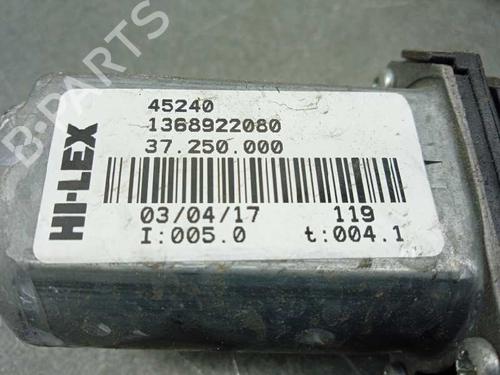 B-PARTS
HI-LEX
45240
1368922080
37.250.000
03/04/17 119
I:005.0 t:004.1